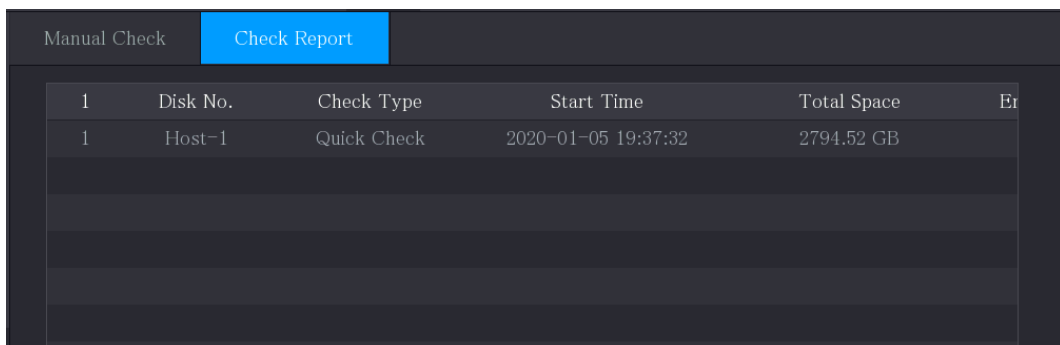 Manual Check Check Report
1 Disk No. Check Type Start Time Total Space Er
1 Host-1 Quick Check 2020-01-05 19:37:32 2794.52 GB